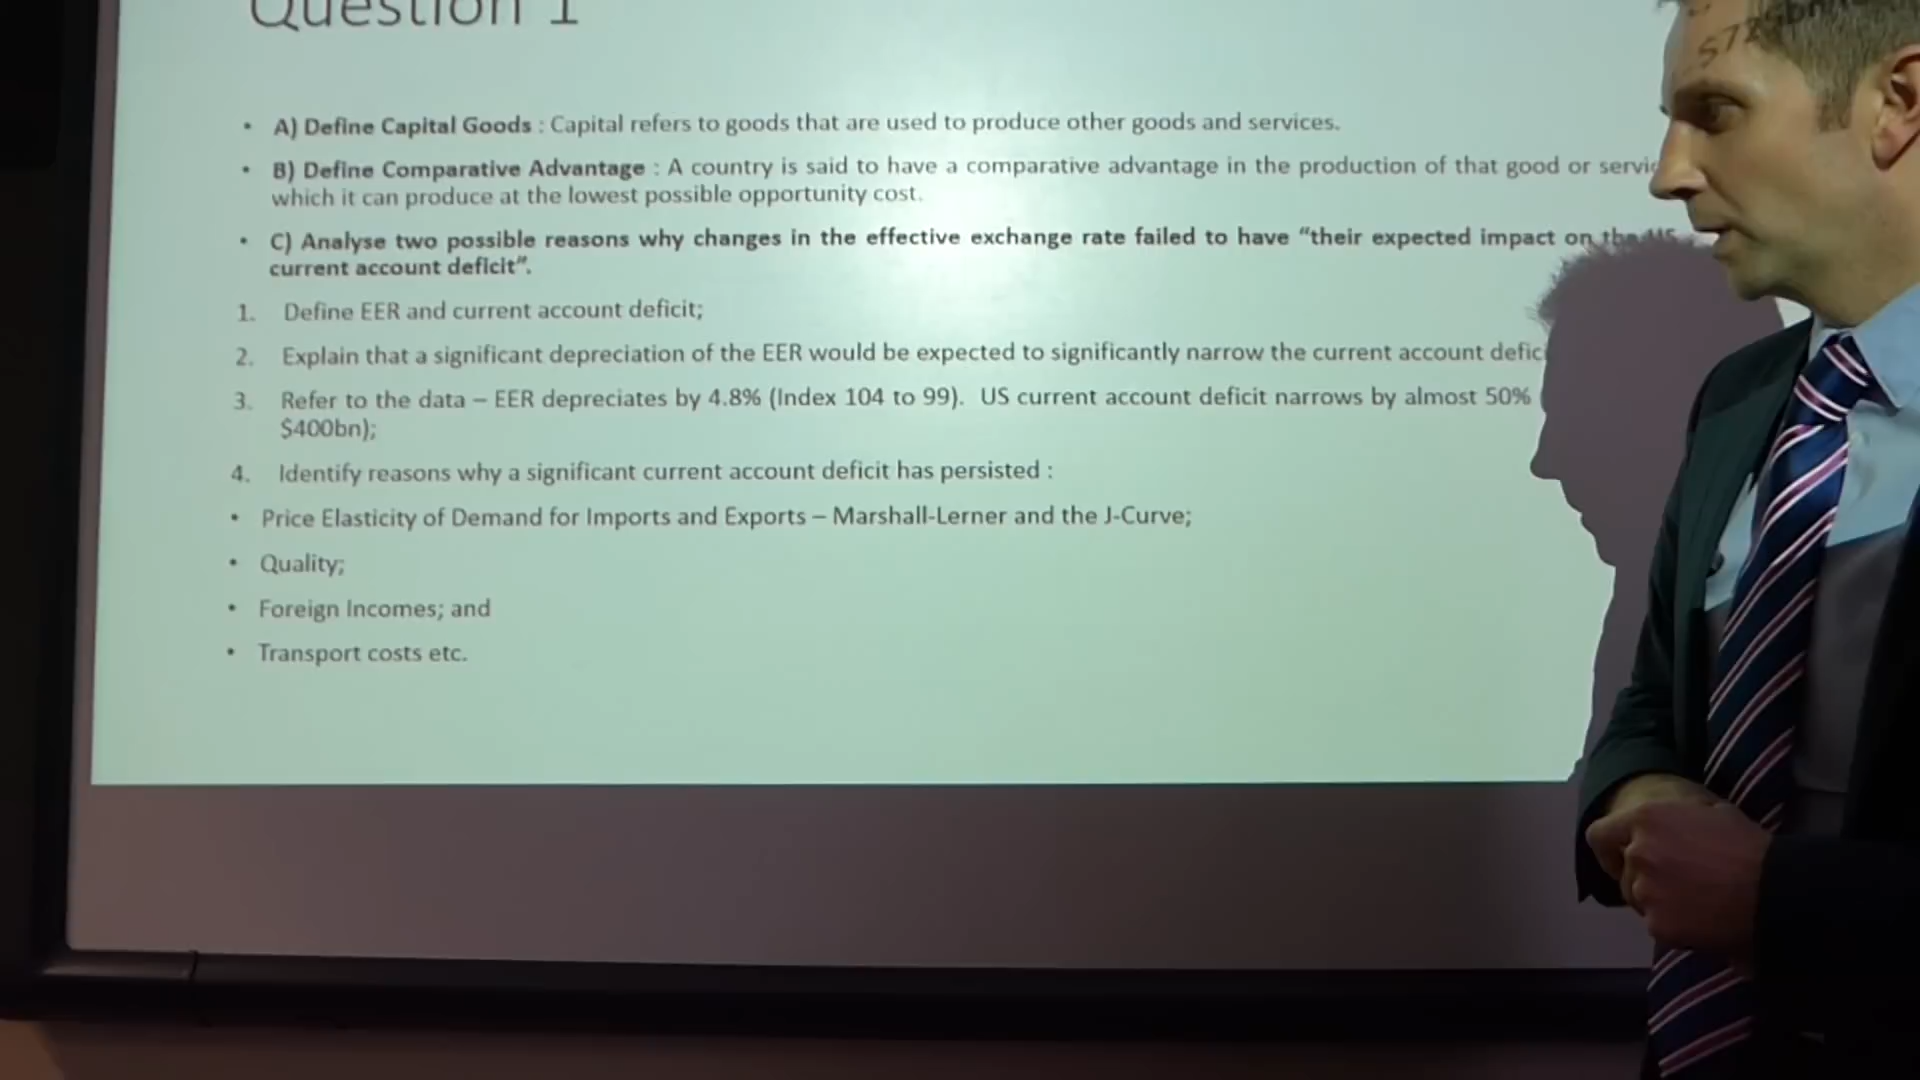 Question 1
• A) Define Capital Goods : Capital refers to goods that are used to produce other goods and services.
• B) Define Comparative Advantage : A country is said to have a comparative advantage in the production of that good or
which it can produce at the lowest possible opportunity cost.
• C) Analyse two possible reasons why changes in the effective exchange rate failed to have “their expected impact on the US
current account deficit”.
1. Define EER and current account deficit;
2. Explain that a significant depreciation of the EER would be expected to significantly narrow the current account
3. Refer to the data – EER depreciates by 4.8% (Index 104 to 99). US current account deficit narrows by almost 50%
$400bn);
4. Identify reasons why a significant current account deficit has persisted :
• Price Elasticity of Demand for Imports and Exports – Marshall-Lerner and the J-Curve;
• Quality;
• Foreign Incomes; and
• Transport costs etc.